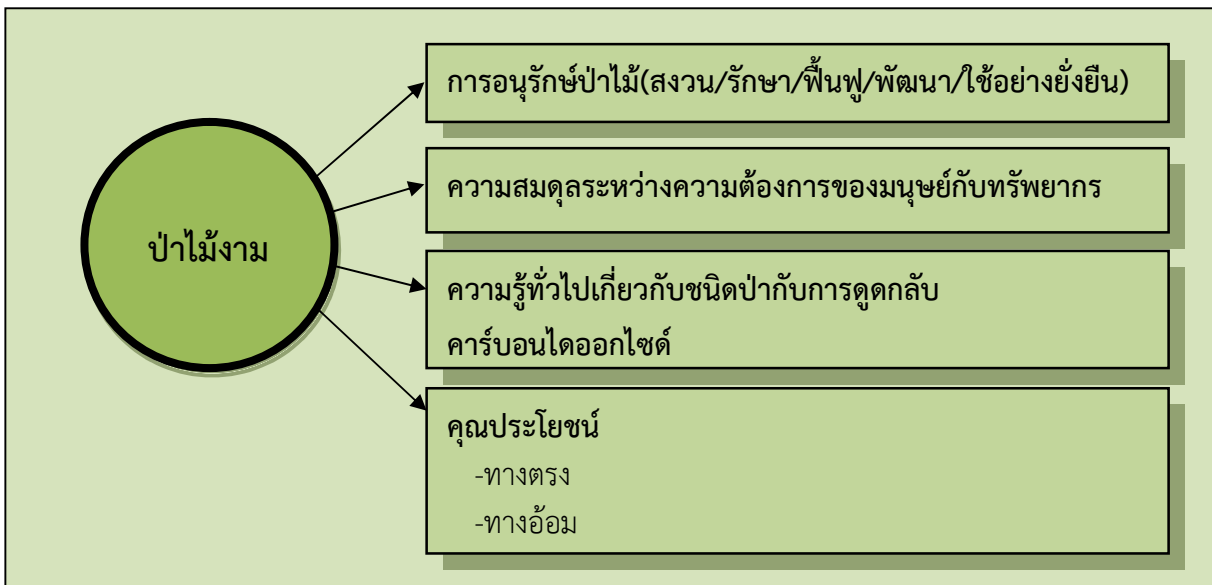 การอนุรักษ์ป่าไม้(สงวน/รักษา/ฟื้นฟู/พัฒนา/ใช้อย่างยั่งยืน)
ความสมดุลระหว่างความต้องการของมนุษย์กับทรัพยากร
ป่าไม้งาม
ความรู้ทั่วไปเกี่ยวกับชนิดป่ากับการดูดกลับ
คาร์บอนไดออกไซด์
คุณประโยชน์
-ทางตรง
-ทางอ้อม